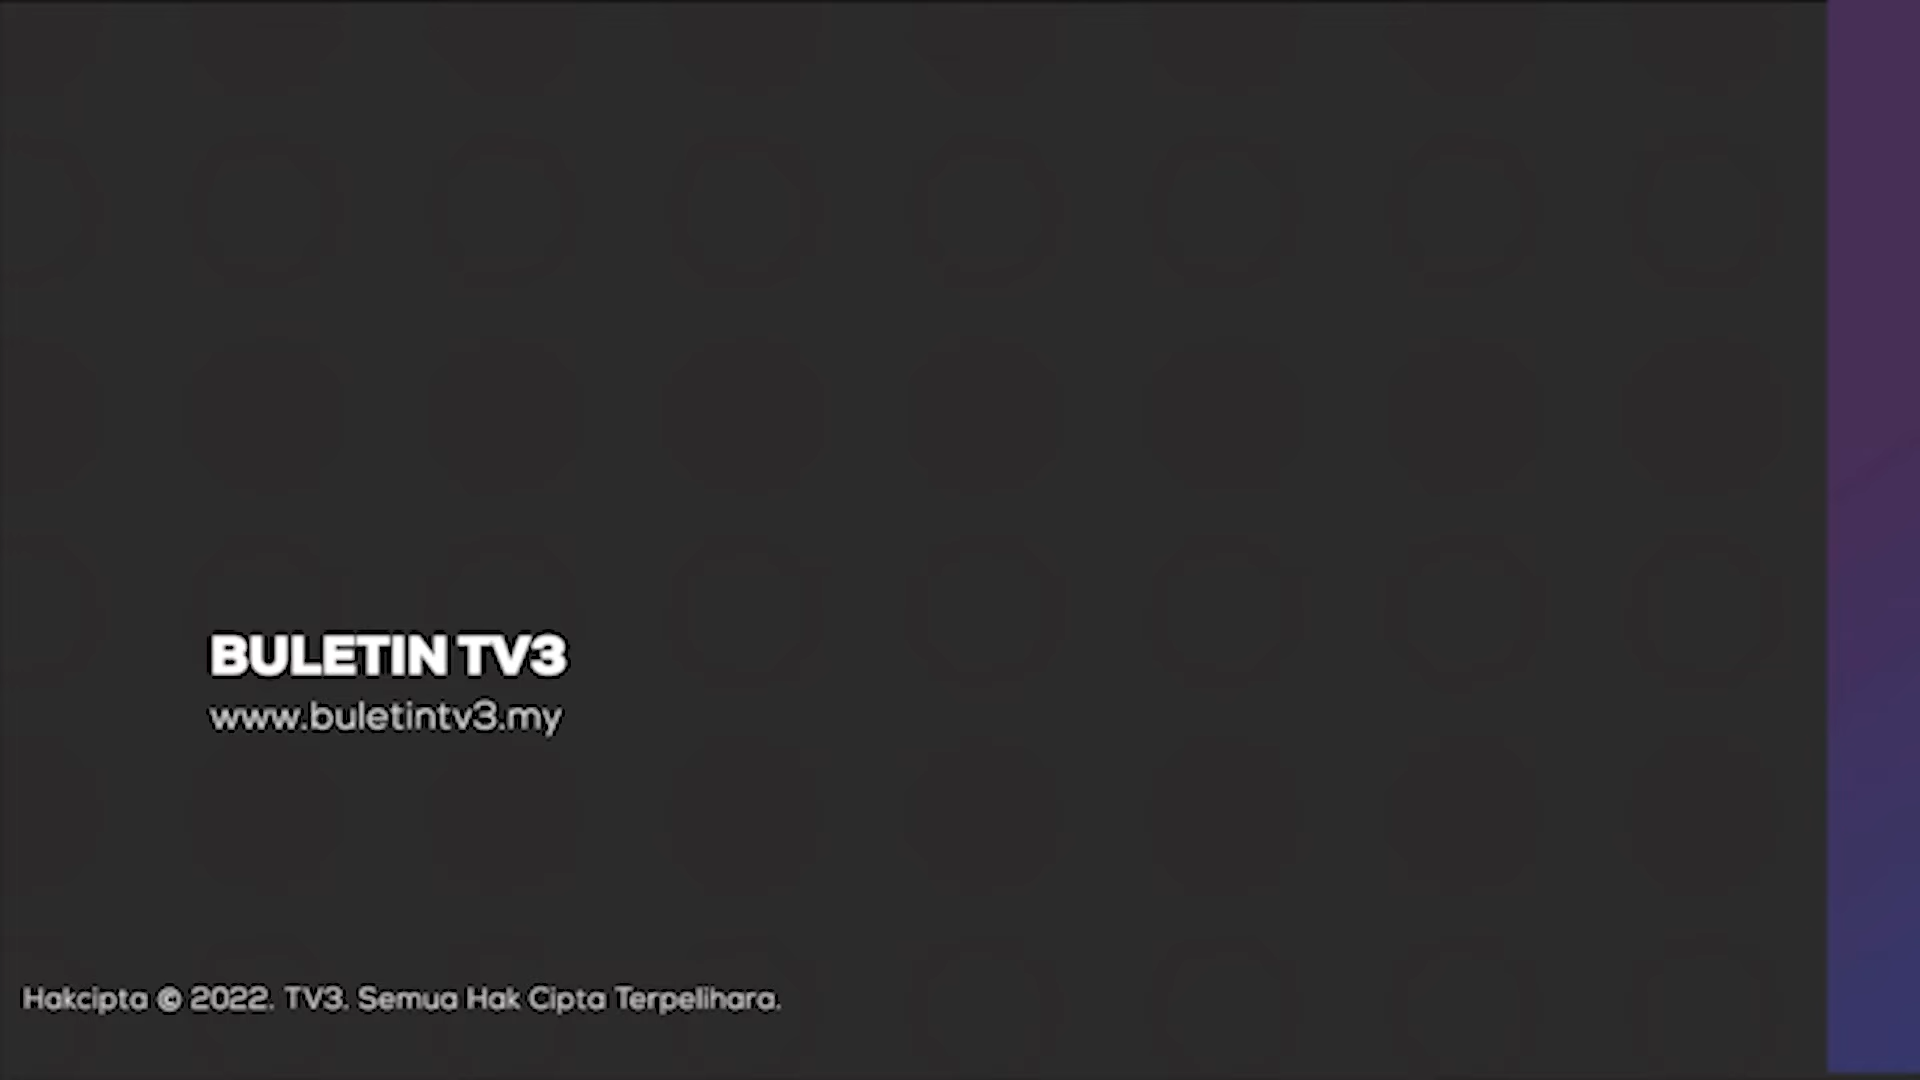 BULETIN TV3
www.buletintv3.my
Hakcipta © 2022. TV3. Semua Hak Cipta Terpelihara.